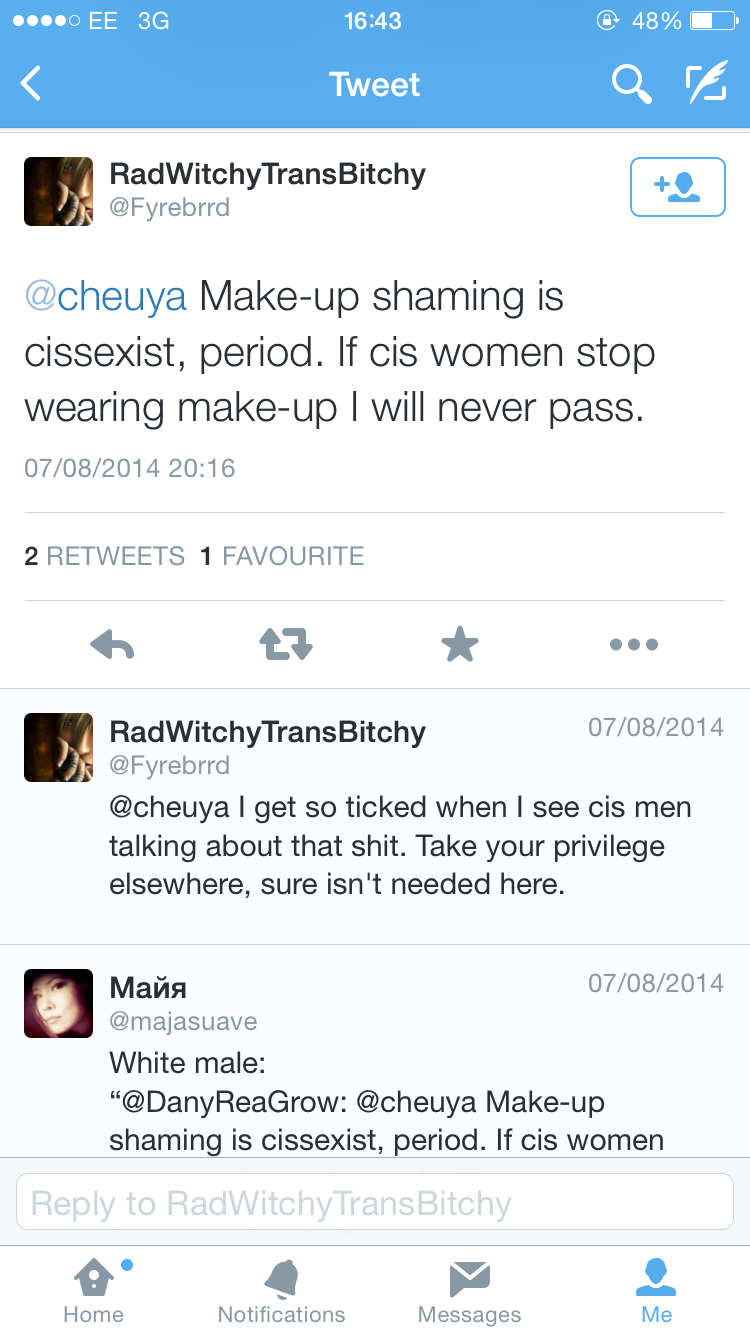 EE 3G 16:43 48%
Tweet
RadWitchyTransBitchy
@Fyrebrrd
@cheuya Make-up shaming is
cissexist, period. If cis women stop
wearing make-up I will never pass.
07/08/2014 20:16
2 RETWEETS 1 FAVOURITE
RadWitchyTransBitchy 07/08/2014
@Fyrebrrd
@cheuya I get so ticked when I see cis men
talking about that shit. Take your privilege
elsewhere, sure isn't needed here.
Майя 07/08/2014
@majasuave
White male:
“@DanyReaGrow: @cheuya Make-up
shaming is cissexist, period. If cis women
Reply to RadWitchyTransBitchy
Home Notifications Messages Me